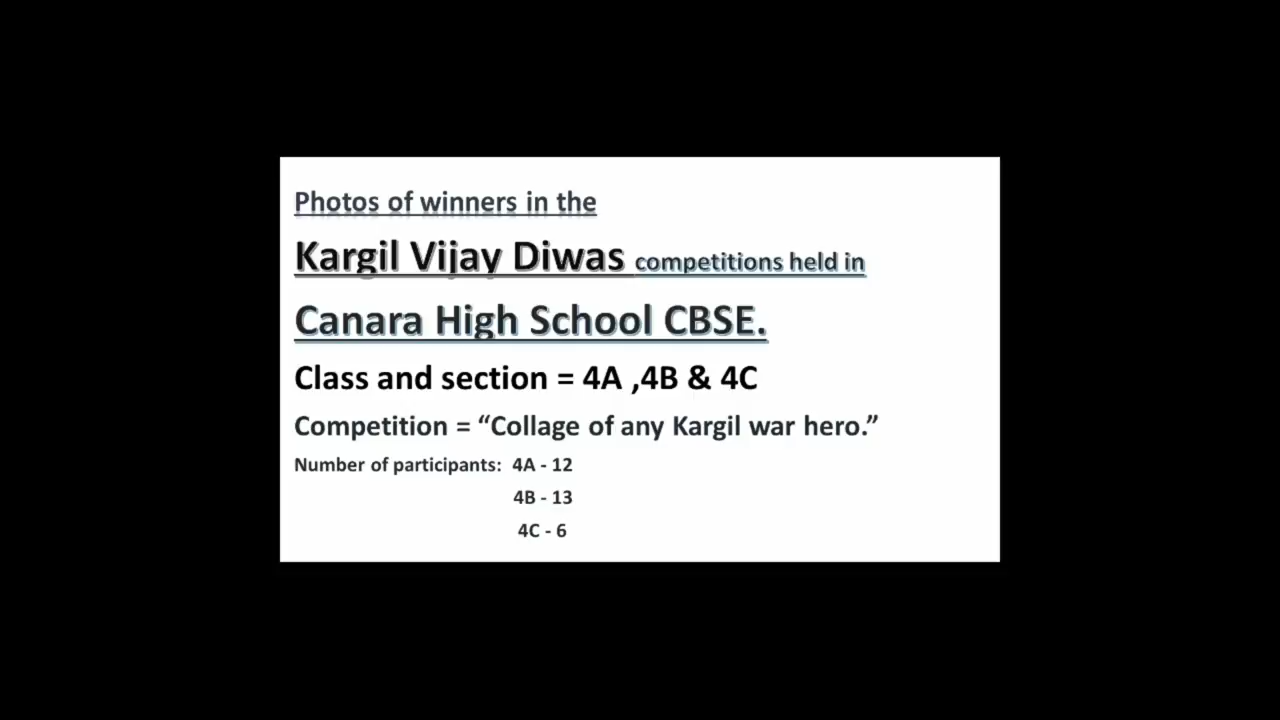 Photos of winners in the
Kargil Vijay Diwas competitions held in
Canara High School CBSE.
Class and section = 4A ,4B & 4C
Competition = “Collage of any Kargil war hero.”
Number of participants: 4A - 12
4B - 13
4C - 6